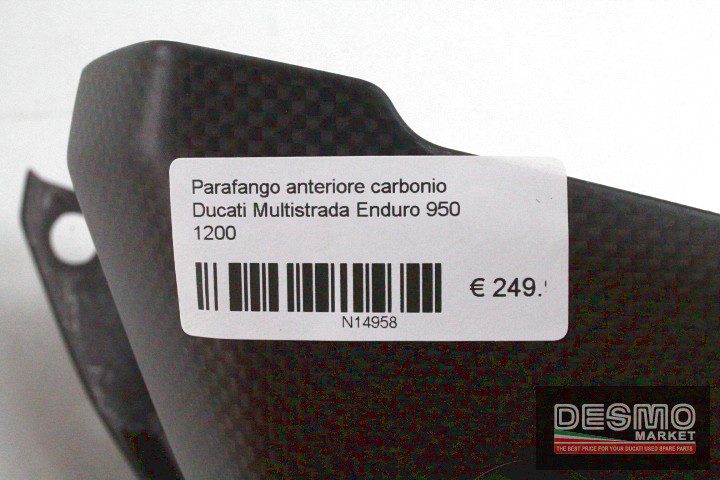 Parafango anteriore carbonio
Ducati Multistrada Enduro 950
1200
€ 249.
N14958
DESMO
MARKET
THE BEST PRICE FOR YOUR DUCATI USED SPARE PARTS